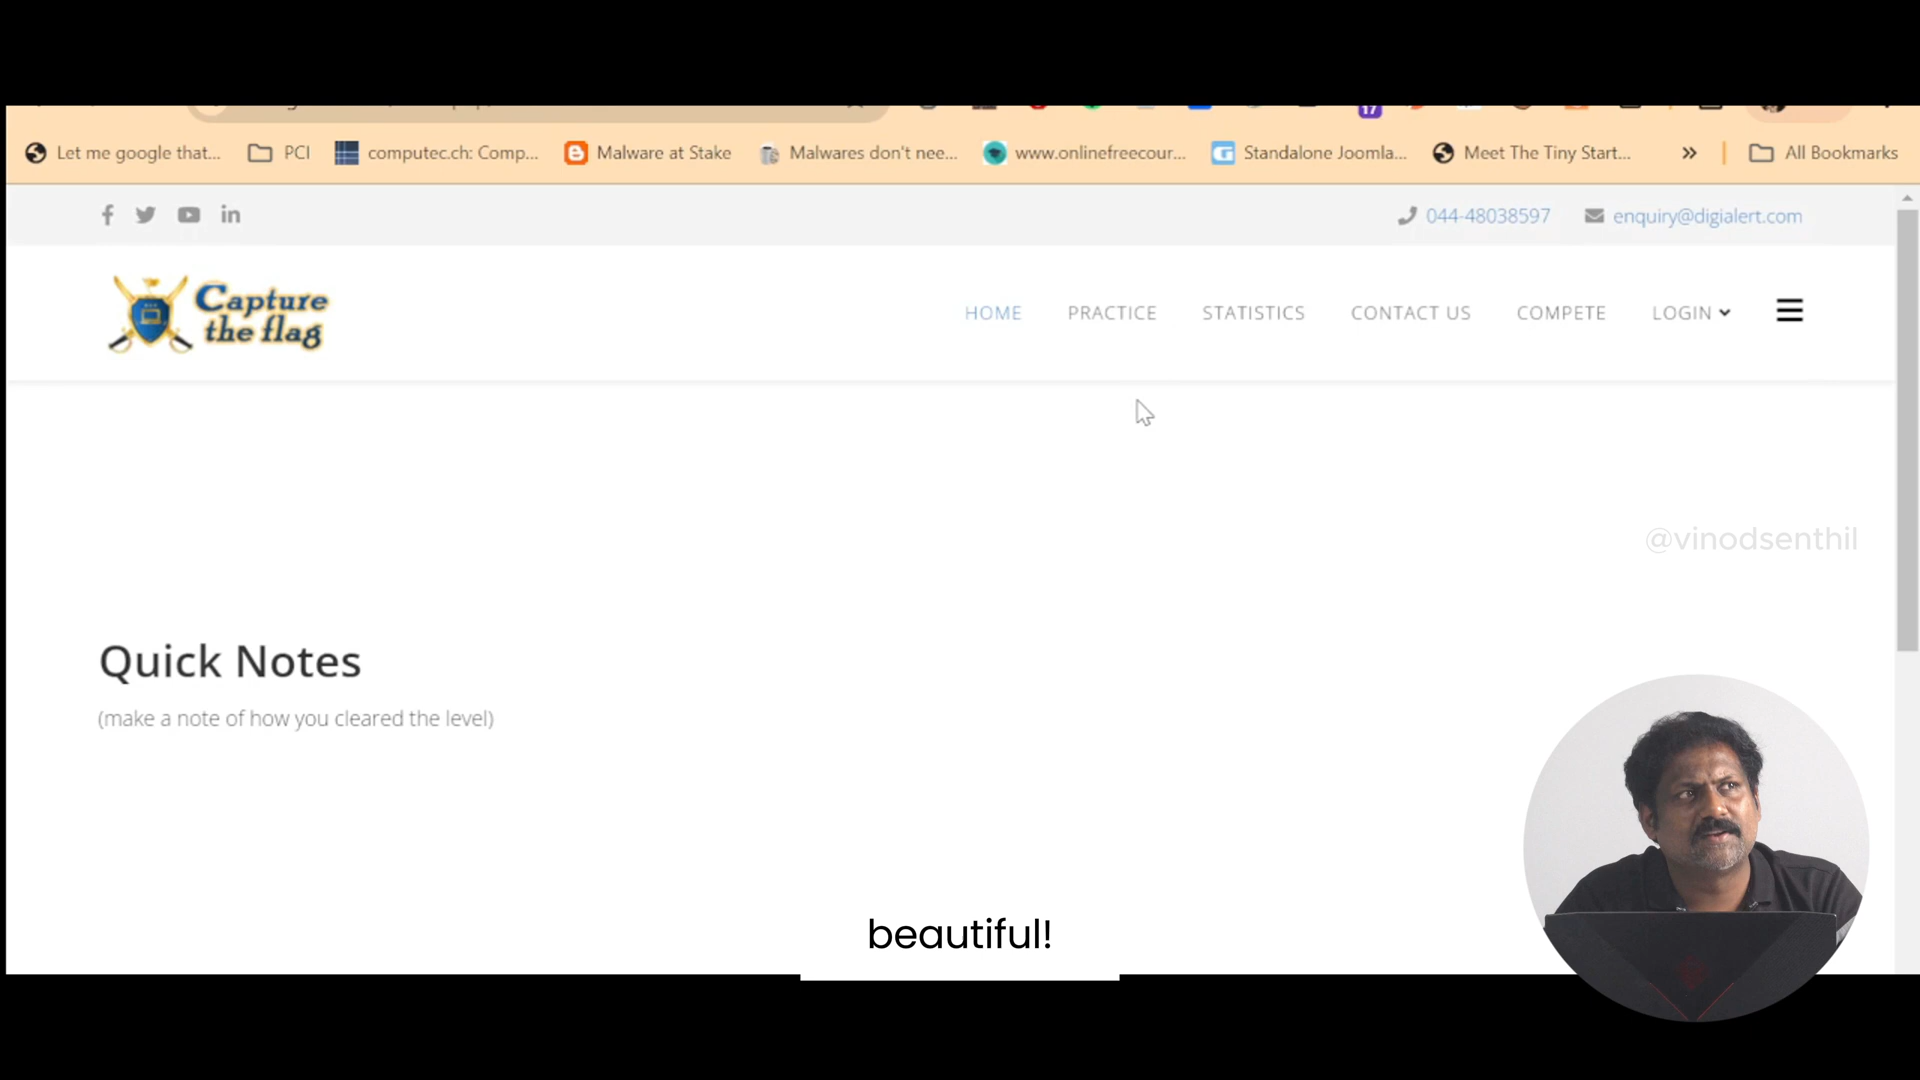 17
Let me google that...
PCI
computec.ch: Comp...
Malware at Stake
Malwares don't nee...
www.onlinefreecour...
Standalone Joomla...
Meet The Tiny Start...
»
All Bookmarks
044-48038597
enquiry@digialert.com
Capture
the flag
HOME
PRACTICE
STATISTICS
CONTACT US
COMPETE
LOGIN
@vinodsenthil
Quick Notes
(make a note of how you cleared the level)
beautiful!